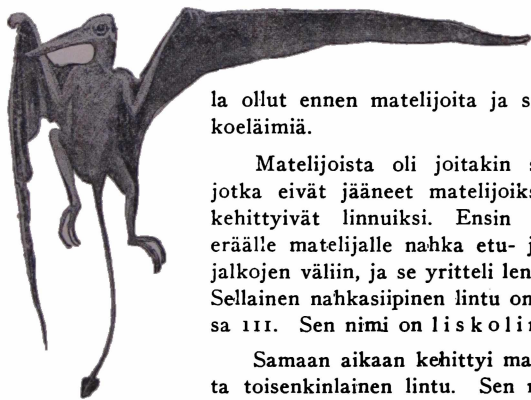 la ollut ennen matelijoita ja s
koeläimiä.
Matelijoista oli joitakin s
jotka eivät jääneet matelijoiks
kehittyivät linnuiksi. Ensin
eräälle matelijalle nahka etu- j
jalkojen väliin, ja se yritteli len
Sellainen nahkasiipinen lintu on
sa III. Sen nimi on liskolin
Samaan aikaan kehittyi ma
ta toisenkinlainen lintu. Sen n